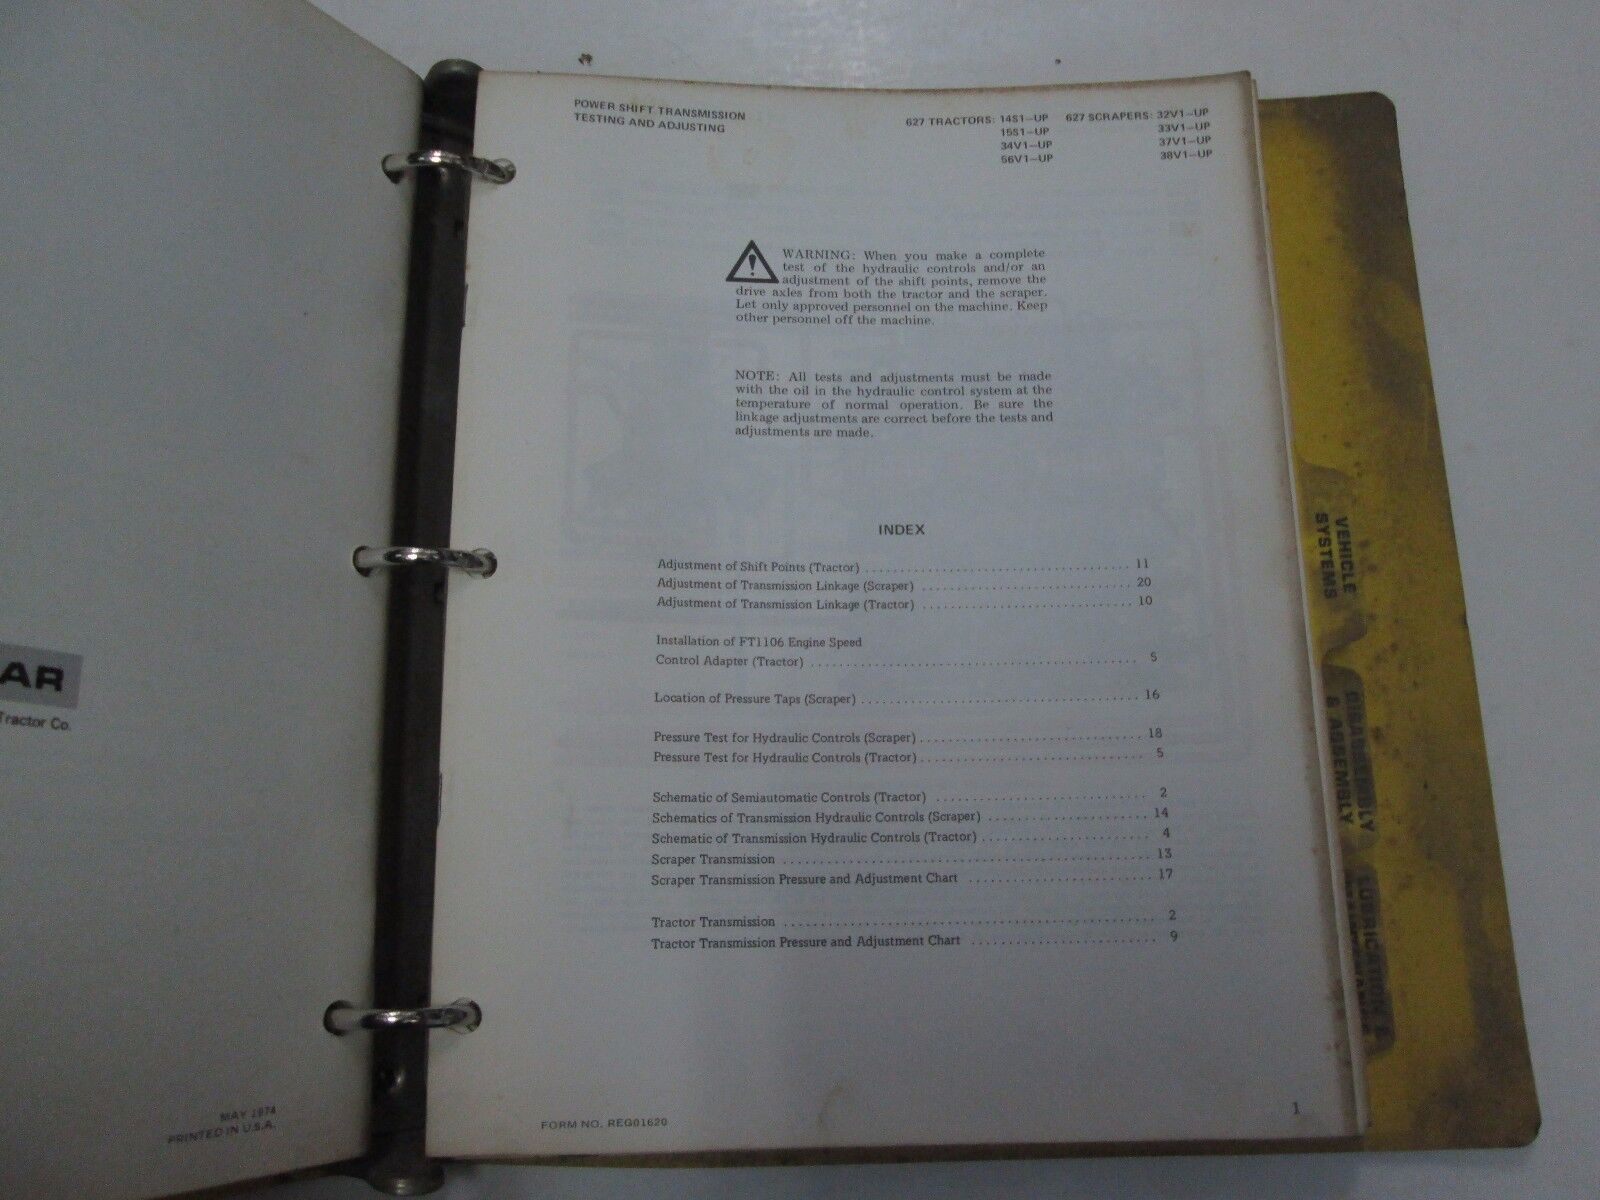 AR
Tractor Co.
MAY 1974
PRINTED IN U.S.A.
POWER SHIFT TRANSMISSION
TESTING AND ADJUSTING
627 TRACTORS: 14S1–UP 627 SCRAPERS: 32V1–UP
15S1–UP 33V1–UP
34V1–UP 37V1–UP
56V1–UP 38V1–UP
WARNING: When you make a complete
test of the hydraulic controls and/or an
adjustment of the shift points, remove the
drive axles from both the tractor and the scraper.
Let only approved personnel on the machine. Keep
other personnel off the machine.
NOTE: All tests and adjustments must be made
with the oil in the hydraulic control system at the
temperature of normal operation. Be sure the
linkage adjustments are correct before the tests and
adjustments are made.
INDEX
Adjustment of Shift Points (Tractor) . . . . . . . . . . . . . . . . . . . . 11
Adjustment of Transmission Linkage (Scraper) . . . . . . . . . . . . . . . . . . . . 20
Adjustment of Transmission Linkage (Tractor) . . . . . . . . . . . . . . . . . . . . 10
Installation of FT1106 Engine Speed
Control Adapter (Tractor) . . . . . . . . . . . . . . . . . . . . 5
Location of Pressure Taps (Scraper) . . . . . . . . . . . . . . . . . . . . 16
Pressure Test for Hydraulic Controls (Scraper) . . . . . . . . . . . . . . . . . . . . 18
Pressure Test for Hydraulic Controls (Tractor) . . . . . . . . . . . . . . . . . . . . 5
Schematic of Semiautomatic Controls (Tractor) . . . . . . . . . . . . . . . . . . . . 2
Schematics of Transmission Hydraulic Controls (Scraper) . . . . . . . . . . . . . . . . 14
Schematic of Transmission Hydraulic Controls (Tractor) . . . . . . . . . . . . . . . . 4
Scraper Transmission . . . . . . . . . . . . . . . . . . . . 13
Scraper Transmission Pressure and Adjustment Chart . . . . . . . . . . . . . . . . . . . . 17
Tractor Transmission . . . . . . . . . . . . . . . . . . . . 2
Tractor Transmission Pressure and Adjustment Chart . . . . . . . . . . . . . . . . . . . . 9
FORM NO. REG01620
1
VEHICLE
SYSTEMS
DISASSEMBLY
& ASSEMBLY
LUBRICATION &